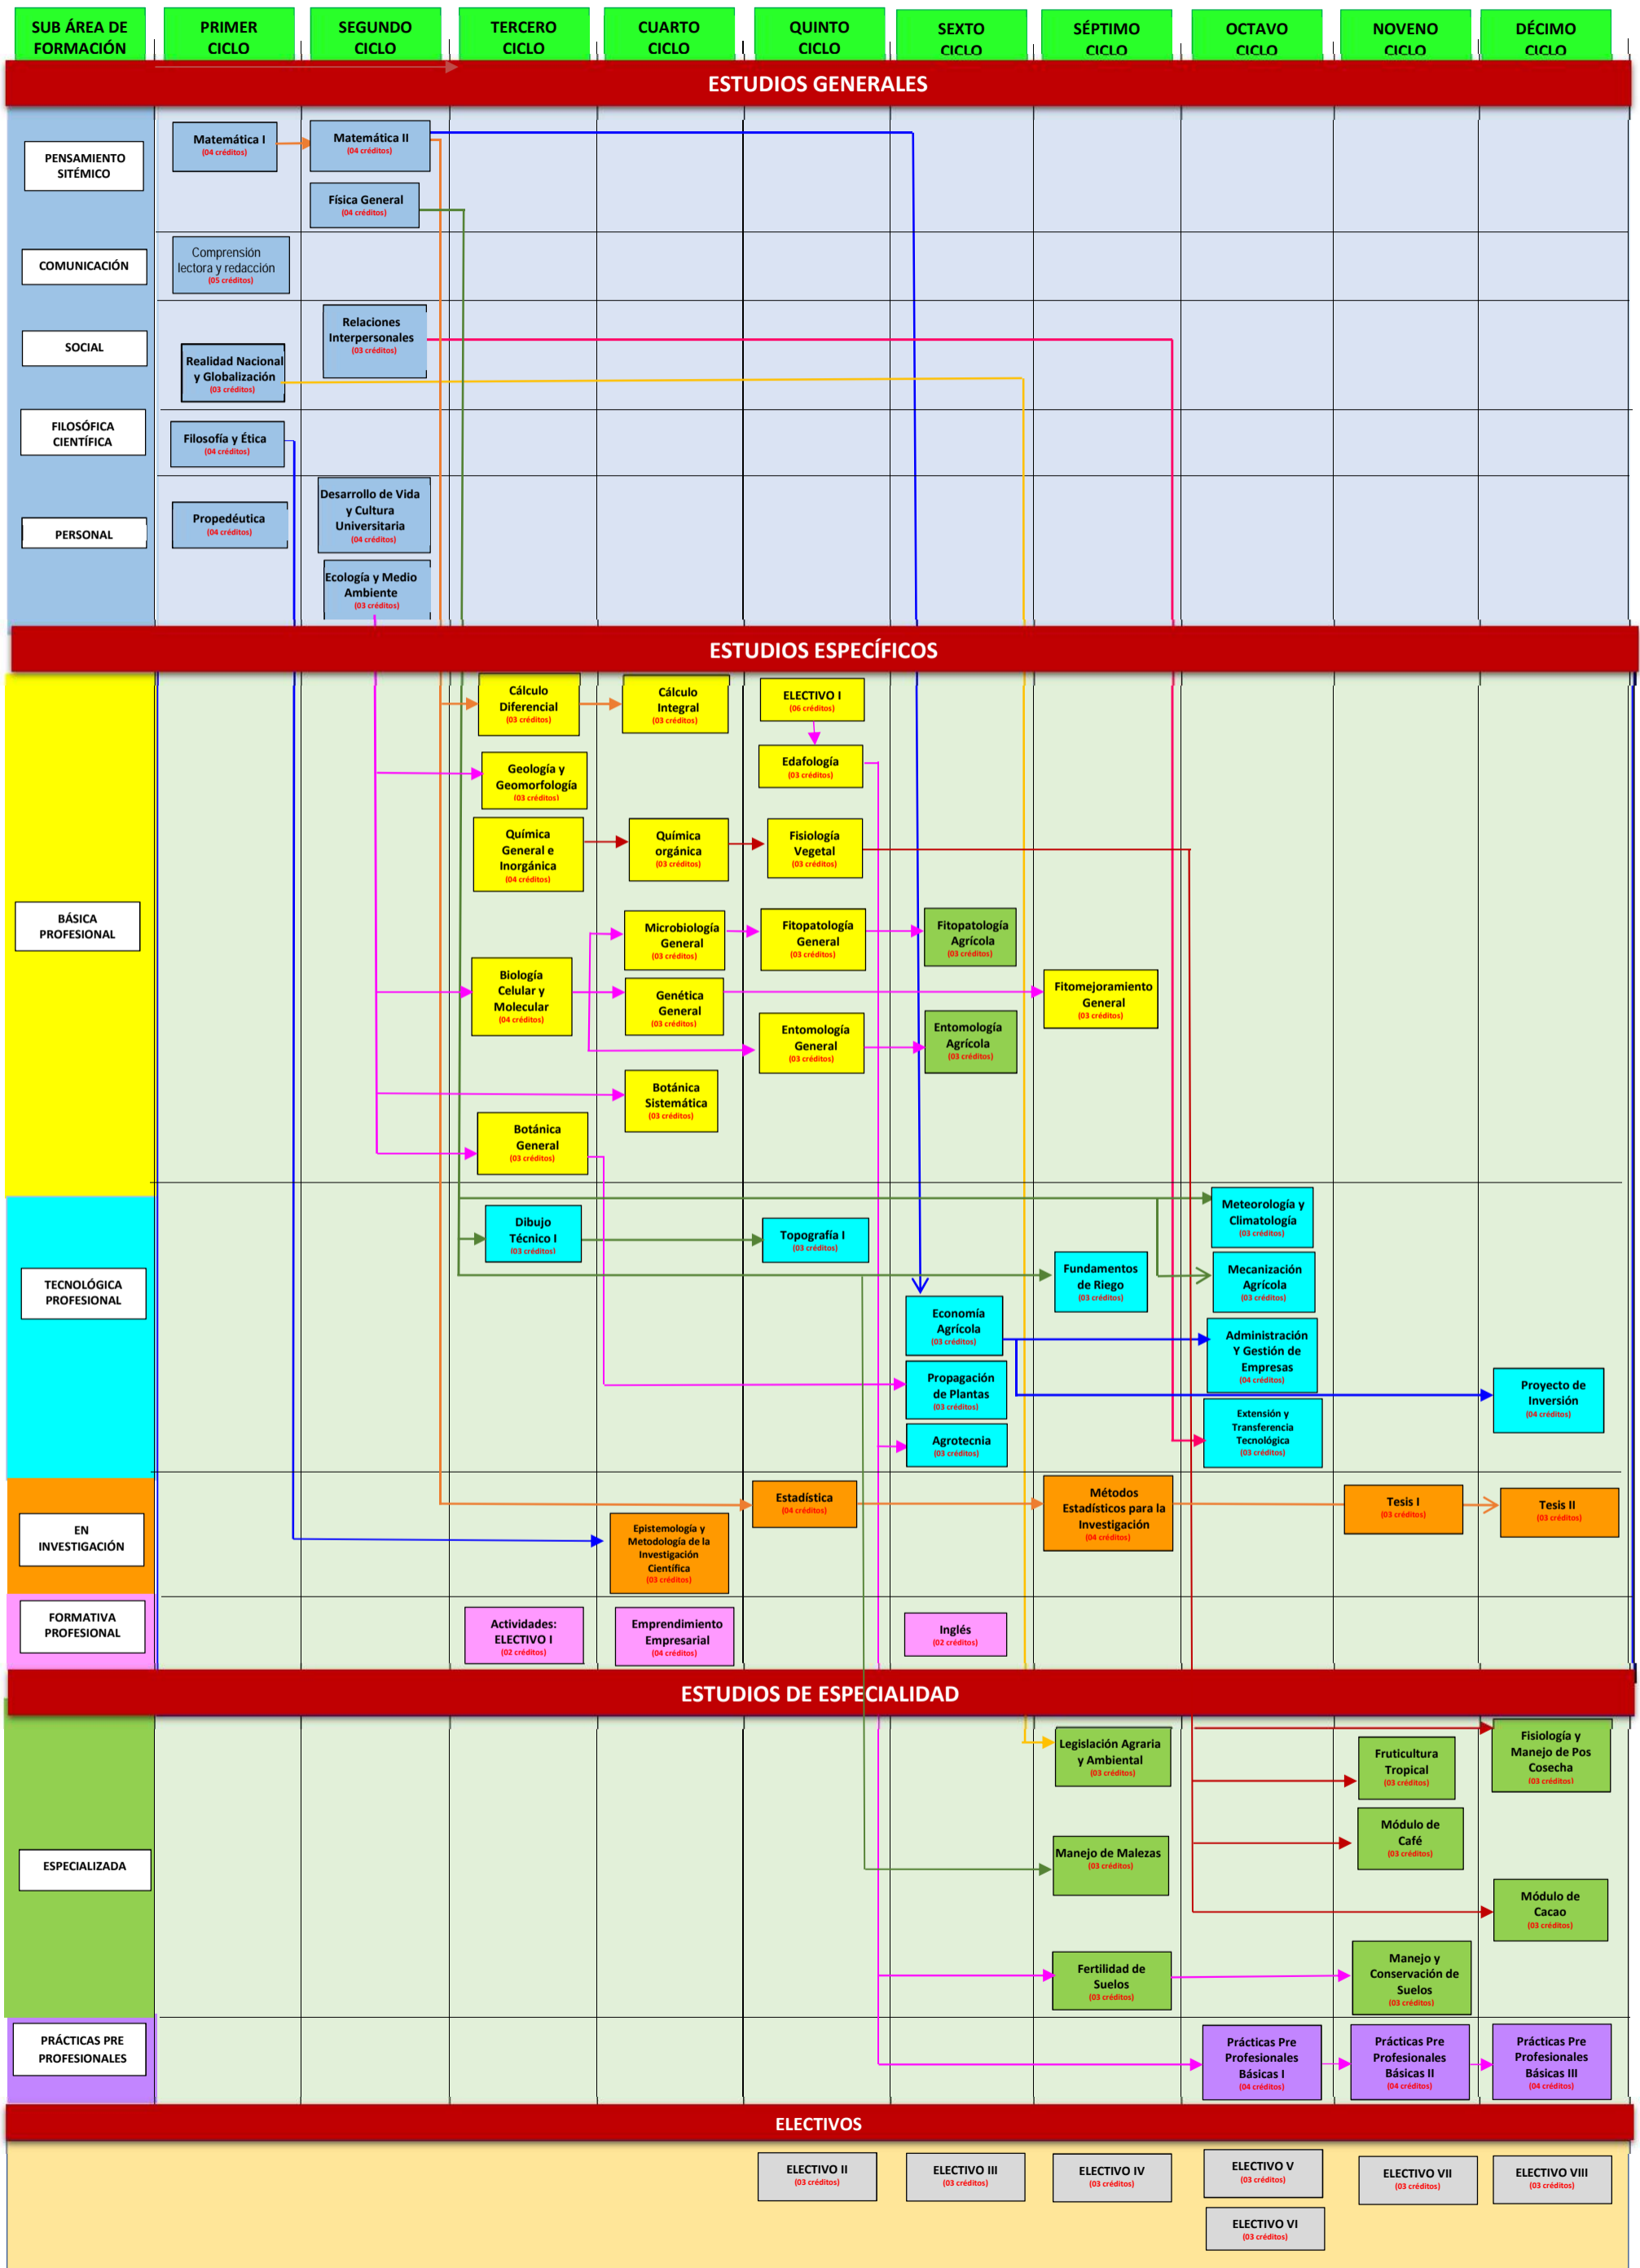 SUB ÁREA DE
FORMACIÓN
PRIMER
CICLO
SEGUNDO
CICLO
TERCERO
CICLO
CUARTO
CICLO
QUINTO
CICLO
SEXTO
CICLO
SÉPTIMO
CICLO
OCTAVO
CICLO
NOVENO
CICLO
DÉCIMO
CICLO
ESTUDIOS GENERALES
PENSAMIENTO
SITÉMICO
Matemática I
(04 créditos)
Matemática II
(04 créditos)
Física General
(04 créditos)
COMUNICACIÓN
Comprensión
lectora y redacción
(05 créditos)
SOCIAL
Relaciones
Interpersonales
(03 créditos)
Realidad Nacional
y Globalización
(03 créditos)
FILOSÓFICA
CIENTÍFICA
Filosofía y Ética
(04 créditos)
PERSONAL
Propedéutica
(04 créditos)
Desarrollo de Vida
y Cultura
Universitaria
(04 créditos)
Ecología y Medio
Ambiente
(03 créditos)
ESTUDIOS ESPECÍFICOS
BÁSICA
PROFESIONAL
Cálculo
Diferencial
(03 créditos)
Cálculo
Integral
(03 créditos)
ELECTIVO I
(06 créditos)
Geología y
Geomorfología
(03 créditos)
Edafología
(03 créditos)
Química
General e
Inorgánica
(04 créditos)
Química
orgánica
(03 créditos)
Fisiología
Vegetal
(03 créditos)
Microbiología
General
(03 créditos)
Fitopatología
General
(03 créditos)
Fitopatología
Agrícola
(03 créditos)
Biología
Celular y
Molecular
(04 créditos)
Genética
General
(03 créditos)
Fitomejoramiento
General
(03 créditos)
Entomología
General
(03 créditos)
Entomología
Agrícola
(03 créditos)
Botánica
Sistemática
(03 créditos)
Botánica
General
(03 créditos)
TECNOLÓGICA
PROFESIONAL
Dibujo
Técnico I
(03 créditos)
Topografía I
(03 créditos)
Meteorología y
Climatología
(03 créditos)
Fundamentos
de Riego
(03 créditos)
Mecanización
Agrícola
(03 créditos)
Economía
Agrícola
(03 créditos)
Administración
Y Gestión de
Empresas
(04 créditos)
Propagación
de Plantas
(03 créditos)
Proyecto de
Inversión
(04 créditos)
Agrotecnia
(03 créditos)
Extensión y
Transferencia
Tecnológica
(03 créditos)
EN
INVESTIGACIÓN
Estadística
(04 créditos)
Métodos
Estadísticos para la
Investigación
(04 créditos)
Tesis I
(03 créditos)
Tesis II
(03 créditos)
Epistemología y
Metodología de la
Investigación
Científica
(03 créditos)
FORMATIVA
PROFESIONAL
Actividades:
ELECTIVO I
(02 créditos)
Emprendimiento
Empresarial
(04 créditos)
Inglés
(02 créditos)
ESTUDIOS DE ESPECIALIDAD
ESPECIALIZADA
Legislación Agraria
y Ambiental
(03 créditos)
Fruticultura
Tropical
(03 créditos)
Fisiología y
Manejo de Pos
Cosecha
(03 créditos)
Módulo de
Café
(03 créditos)
Manejo de Malezas
(03 créditos)
Módulo de
Cacao
(03 créditos)
Fertilidad de
Suelos
(03 créditos)
Manejo y
Conservación de
Suelos
(03 créditos)
PRÁCTICAS PRE
PROFESIONALES
Prácticas Pre
Profesionales
Básicas I
(04 créditos)
Prácticas Pre
Profesionales
Básicas II
(04 créditos)
Prácticas Pre
Profesionales
Básicas III
(04 créditos)
ELECTIVOS
ELECTIVO II
(03 créditos)
ELECTIVO III
(03 créditos)
ELECTIVO IV
(03 créditos)
ELECTIVO V
(03 créditos)
ELECTIVO VII
(03 créditos)
ELECTIVO VIII
(03 créditos)
ELECTIVO VI
(03 créditos)